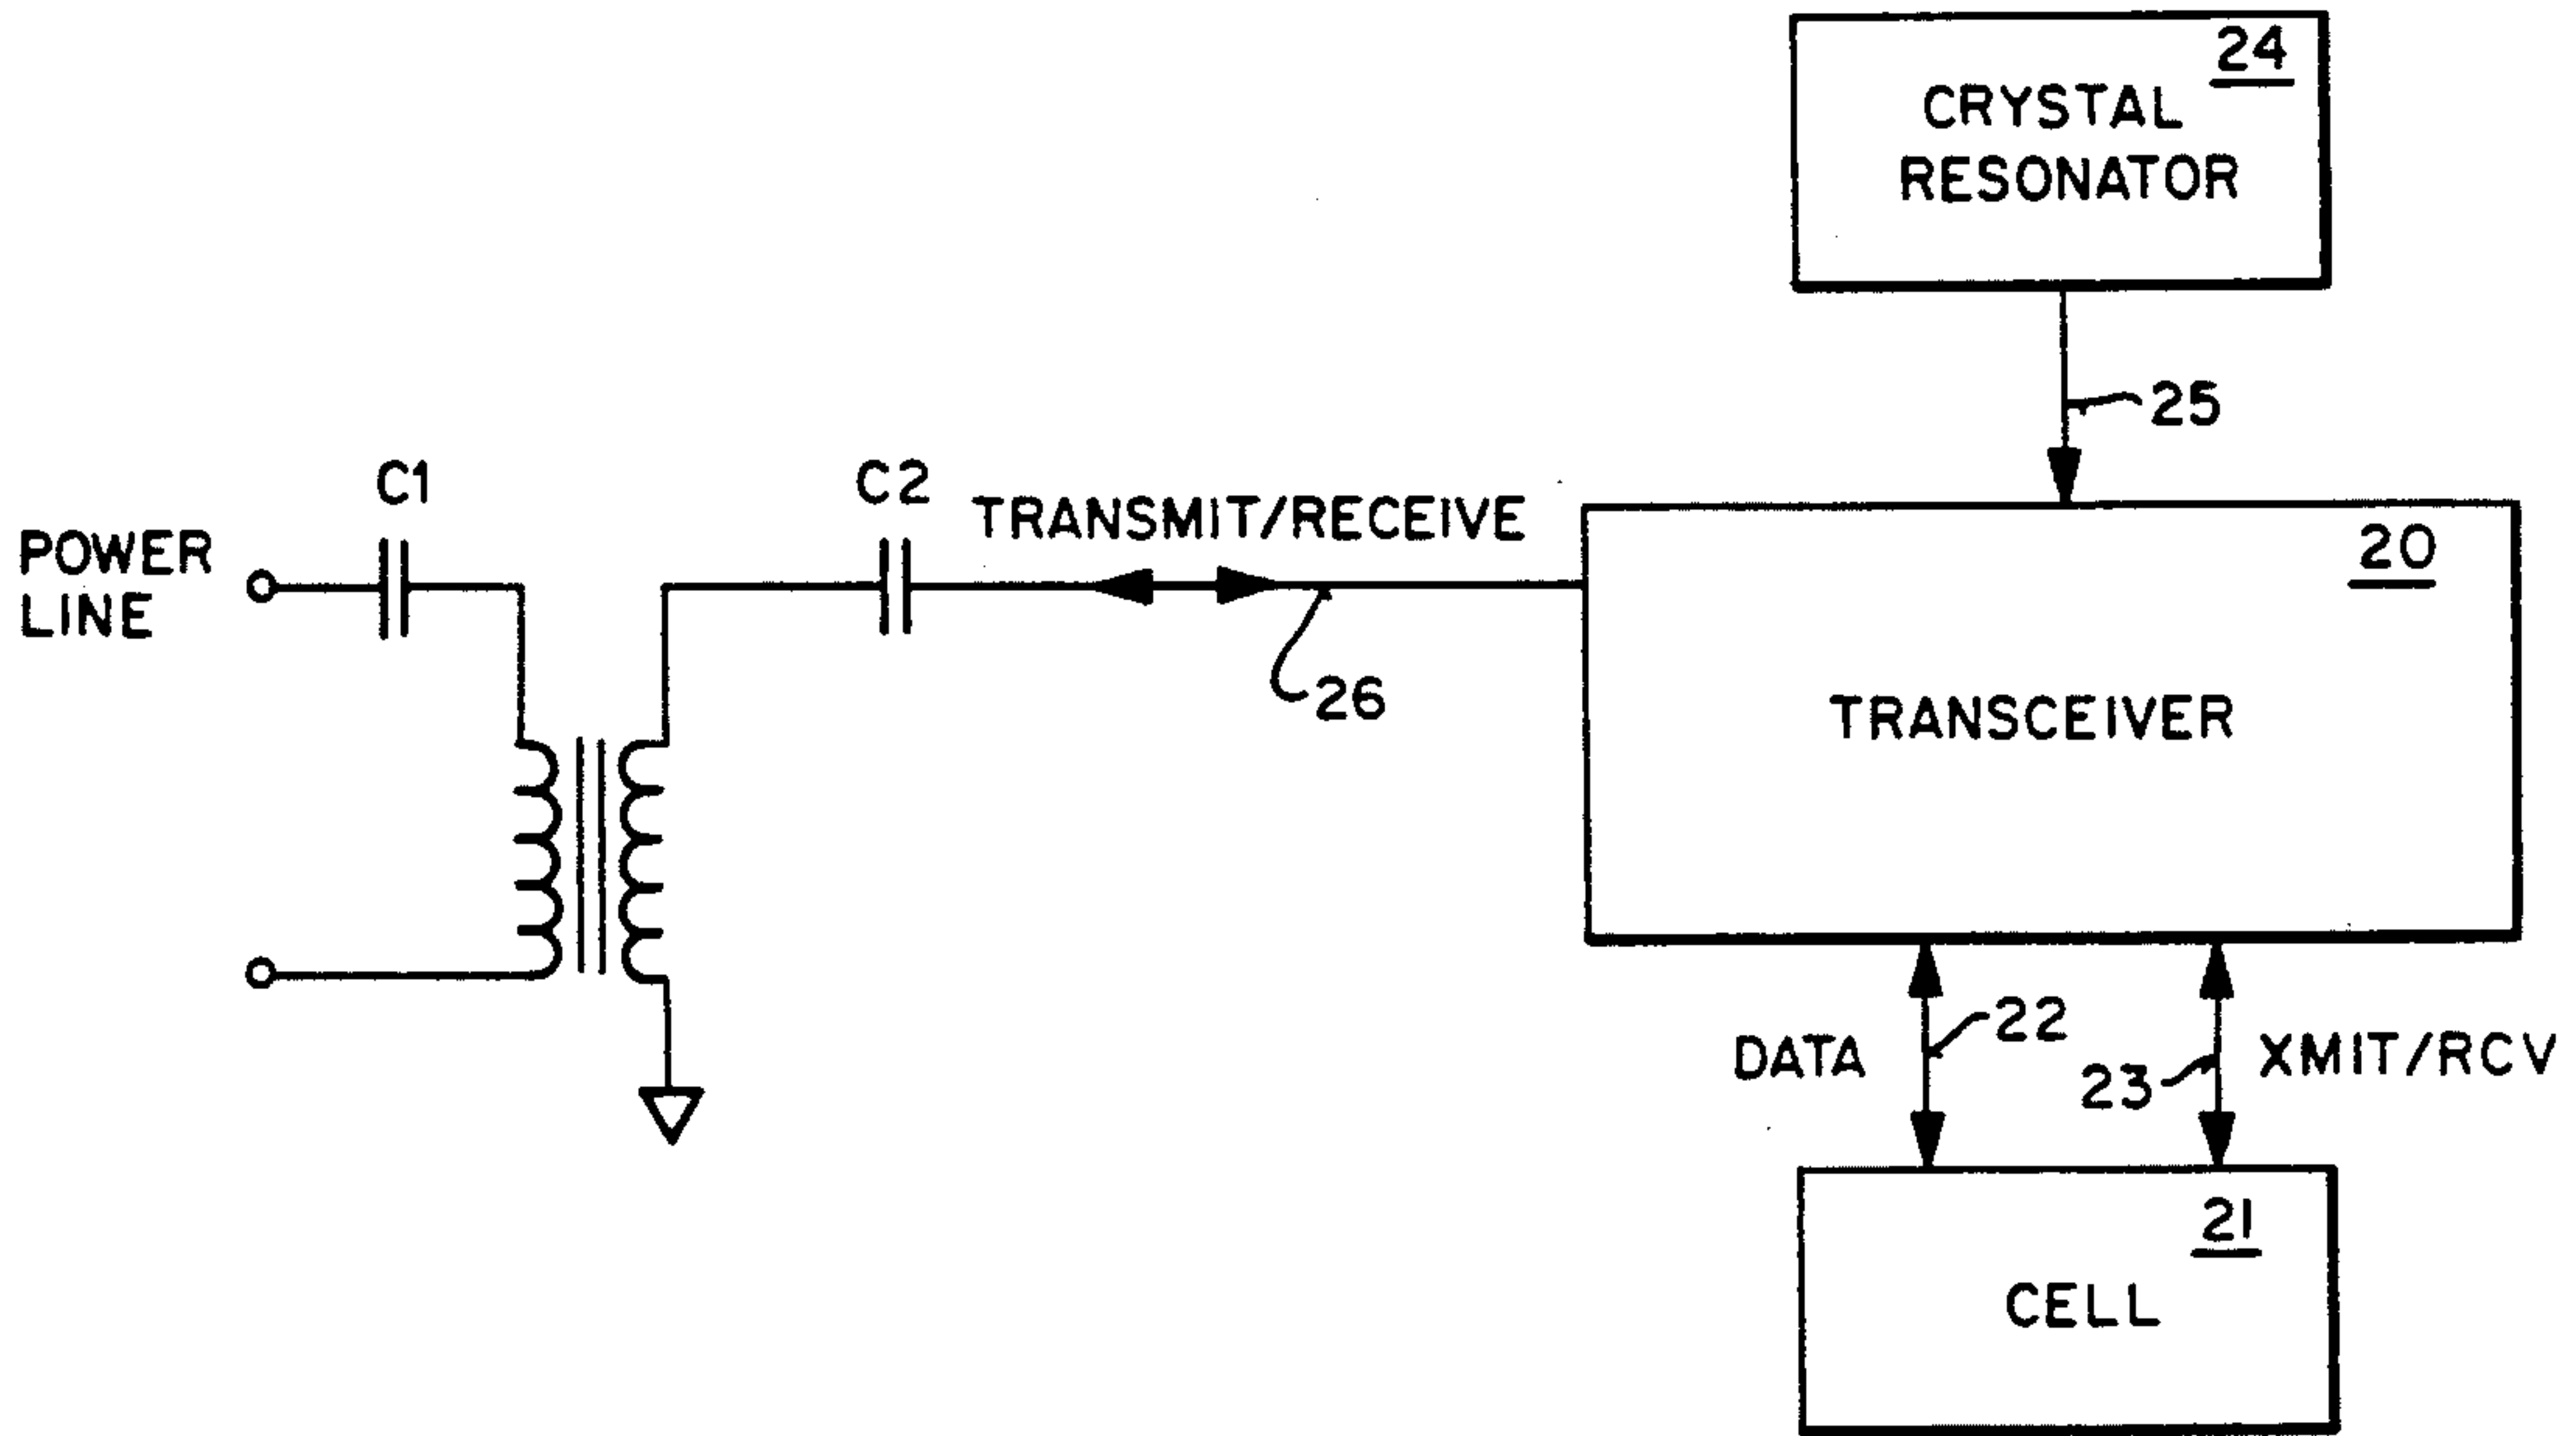 24
CRYSTAL
RESONATOR
25
C1
C2
TRANSMIT/RECEIVE
POWER
LINE
20
26
TRANSCEIVER
DATA
22
23
XMIT/RCV
21
CELL